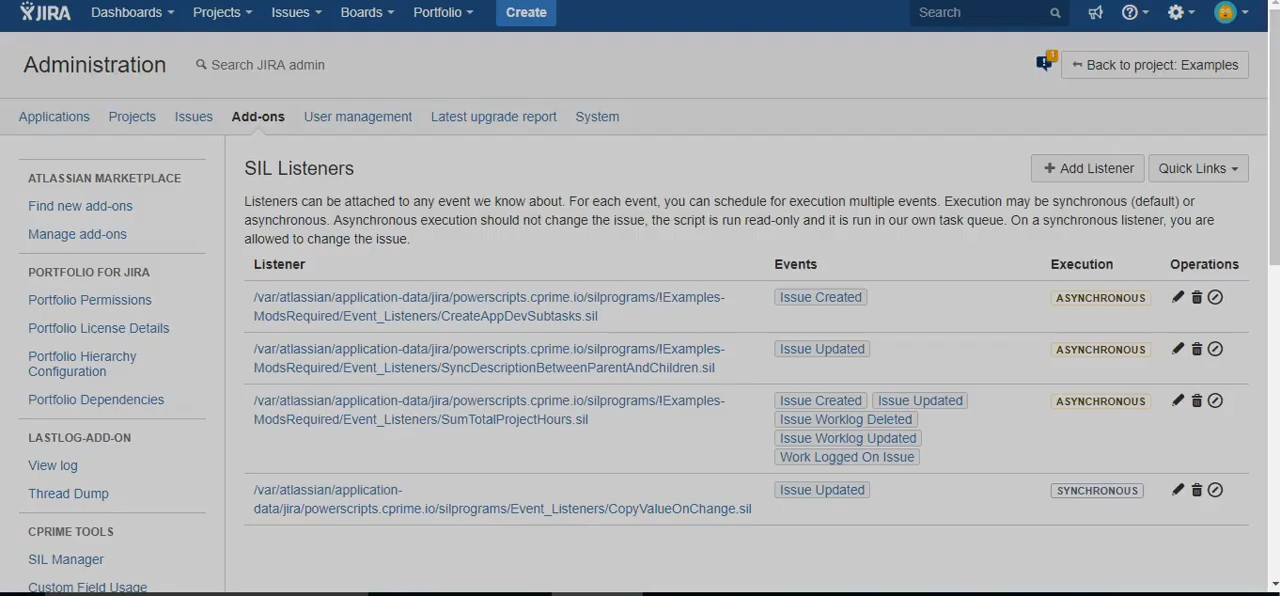 JIRA Dashboards Projects Issues Boards Portfolio Create Search
Administration Search JIRA admin 1 Back to project: Examples
Applications Projects Issues Add-ons User management Latest upgrade report System
ATLASSIAN MARKETPLACE
Find new add-ons
Manage add-ons
PORTFOLIO FOR JIRA
Portfolio Permissions
Portfolio License Details
Portfolio Hierarchy
Configuration
Portfolio Dependencies
LASTLOG-ADD-ON
View log
Thread Dump
CPRIME TOOLS
SIL Manager
Custom Field Usage
SIL Listeners
+ Add Listener Quick Links
Listeners can be attached to any event we know about. For each event, you can schedule for execution multiple events. Execution may be synchronous (default) or
asynchronous. Asynchronous execution should not change the issue, the script is run read-only and it is run in our own task queue. On a synchronous listener, you are
allowed to change the issue.
Listener Events Execution Operations
/var/atlassian/application-data/jira/powerscripts.cprime.io/silprograms/!Examples- Issue Created ASYNCHRONOUS
ModsRequired/Event_Listeners/CreateAppDevSubtasks.sil
/var/atlassian/application-data/jira/powerscripts.cprime.io/silprograms/!Examples- Issue Updated ASYNCHRONOUS
ModsRequired/Event_Listeners/SyncDescriptionBetweenParentAndChildren.sil
/var/atlassian/application-data/jira/powerscripts.cprime.io/silprograms/!Examples- Issue Created Issue Updated ASYNCHRONOUS
ModsRequired/Event_Listeners/SumTotalProjectHours.sil Issue Worklog Deleted
Issue Worklog Updated
Work Logged On Issue
/var/atlassian/application- Issue Updated SYNCHRONOUS
data/jira/powerscripts.cprime.io/silprograms/Event_Listeners/CopyValueOnChange.sil